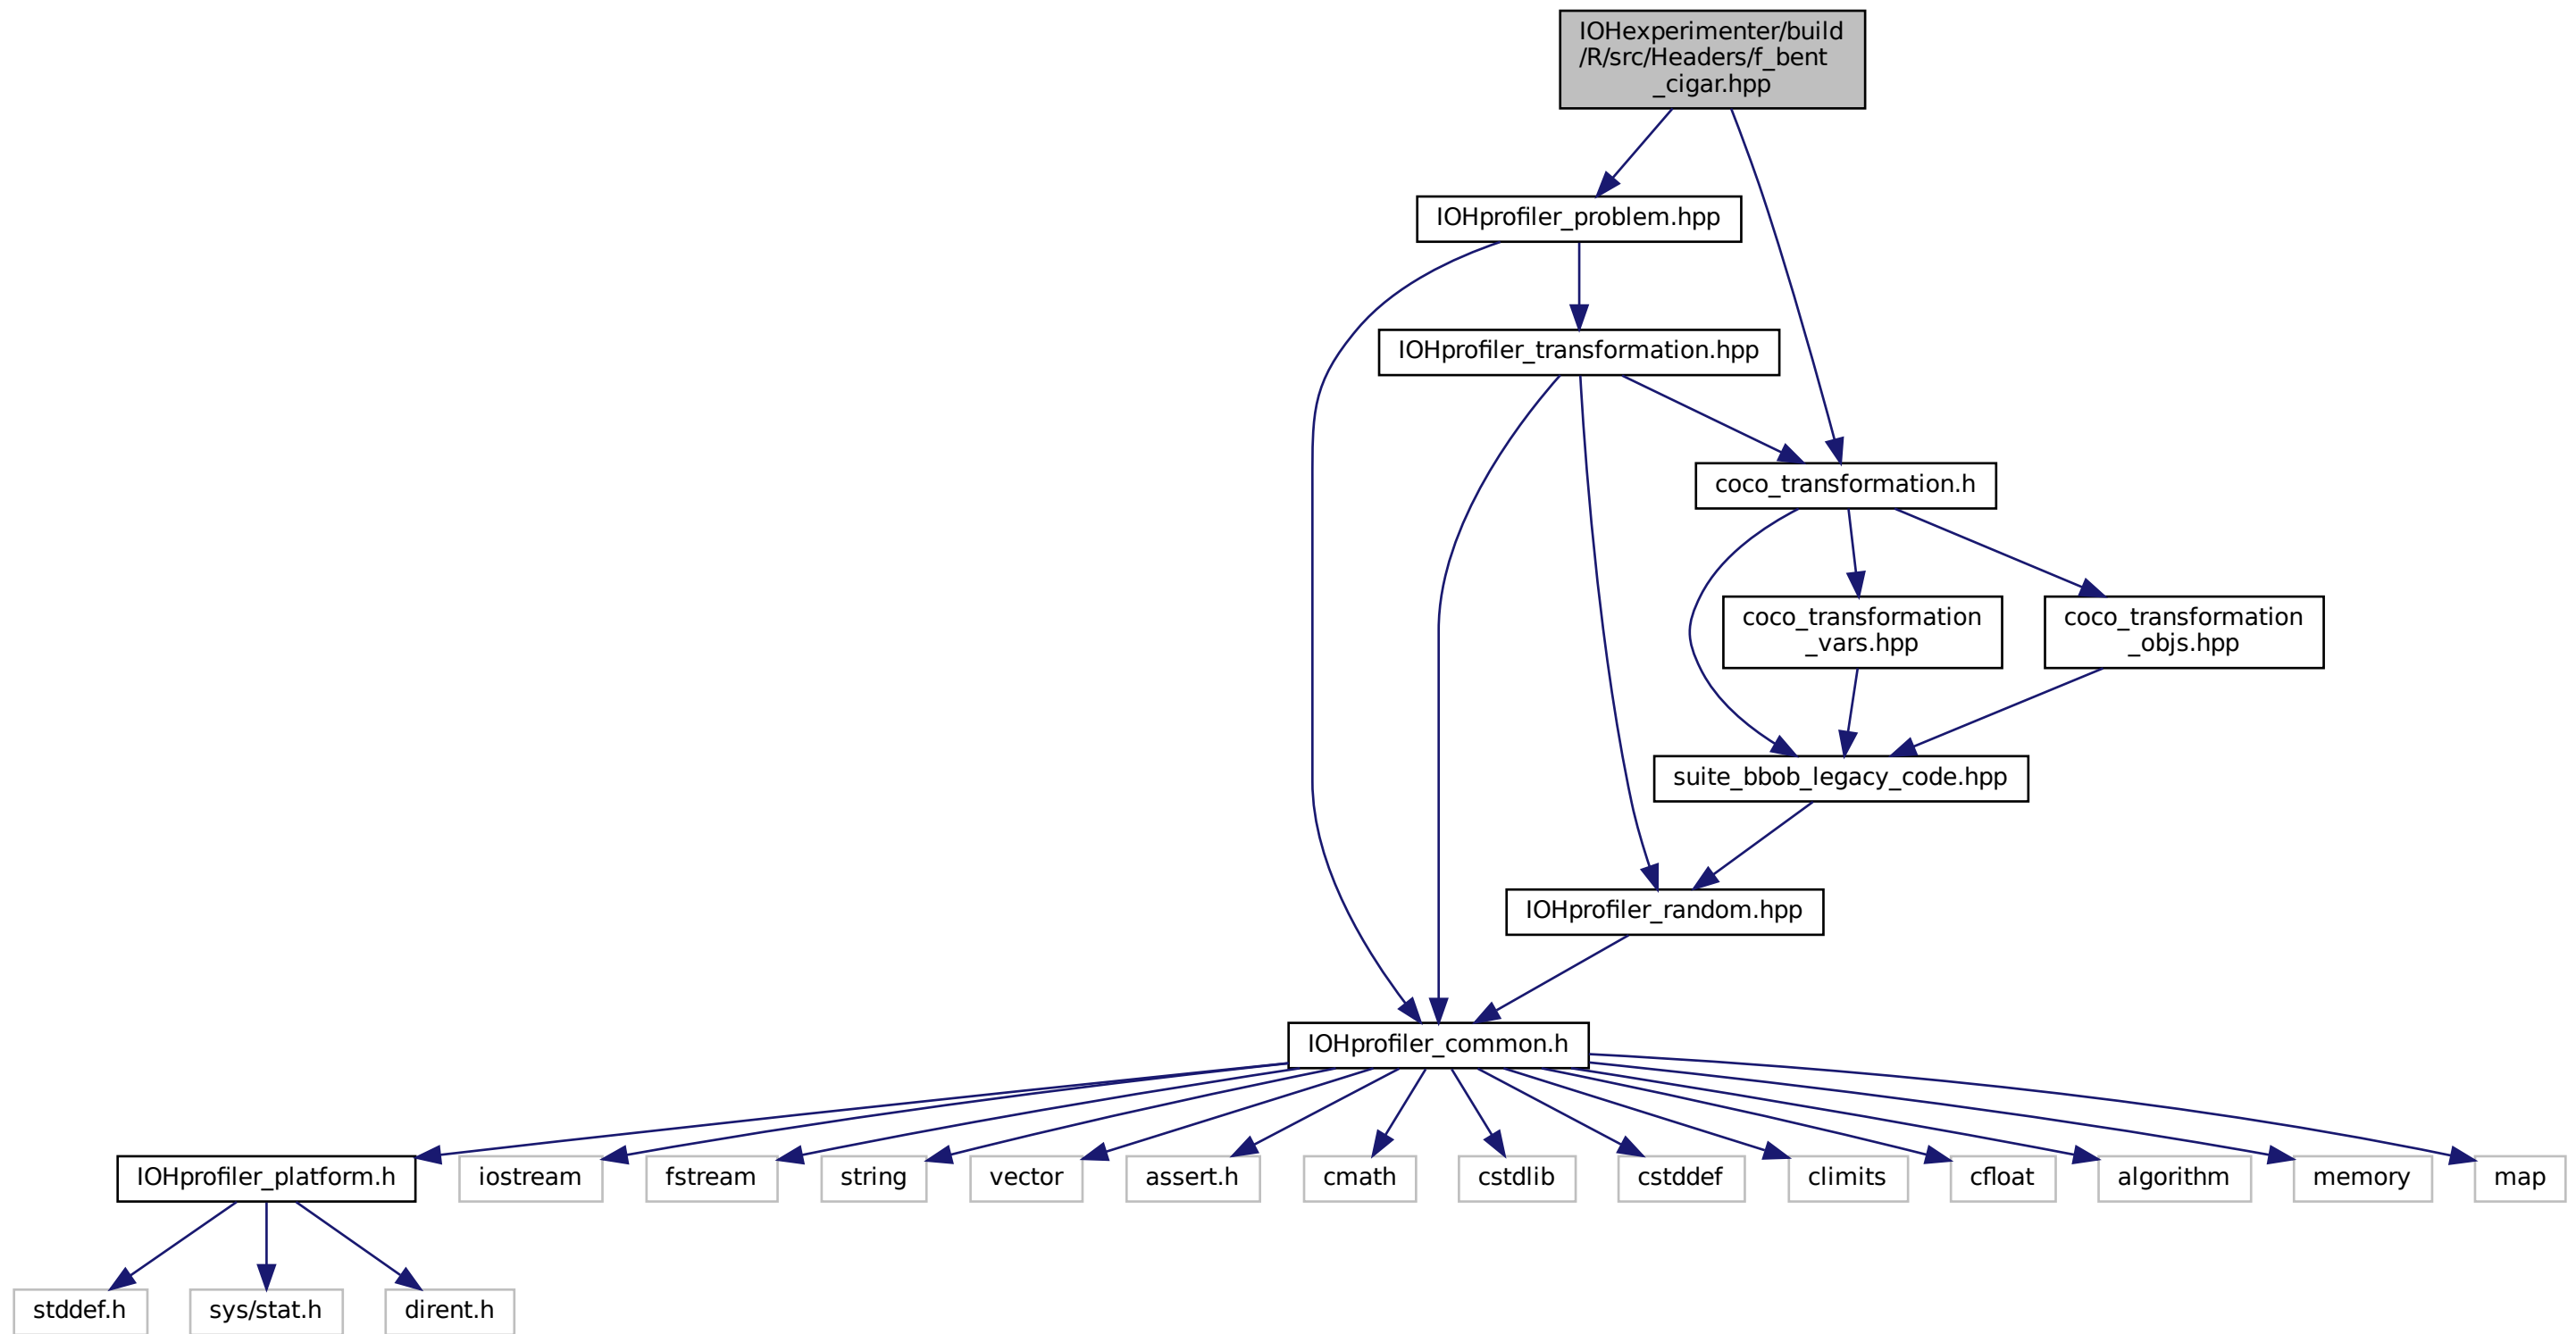 IOHexperimenter/build
/R/src/Headers/f_bent
_cigar.hpp
IOHprofiler_problem.hpp
IOHprofiler_transformation.hpp
coco_transformation.h
coco_transformation
_vars.hpp
coco_transformation
_objs.hpp
suite_bbob_legacy_code.hpp
IOHprofiler_random.hpp
IOHprofiler_common.h
IOHprofiler_platform.h
iostream
fstream
string
vector
assert.h
cmath
cstdlib
cstddef
climits
cfloat
algorithm
memory
map
stddef.h
sys/stat.h
dirent.h